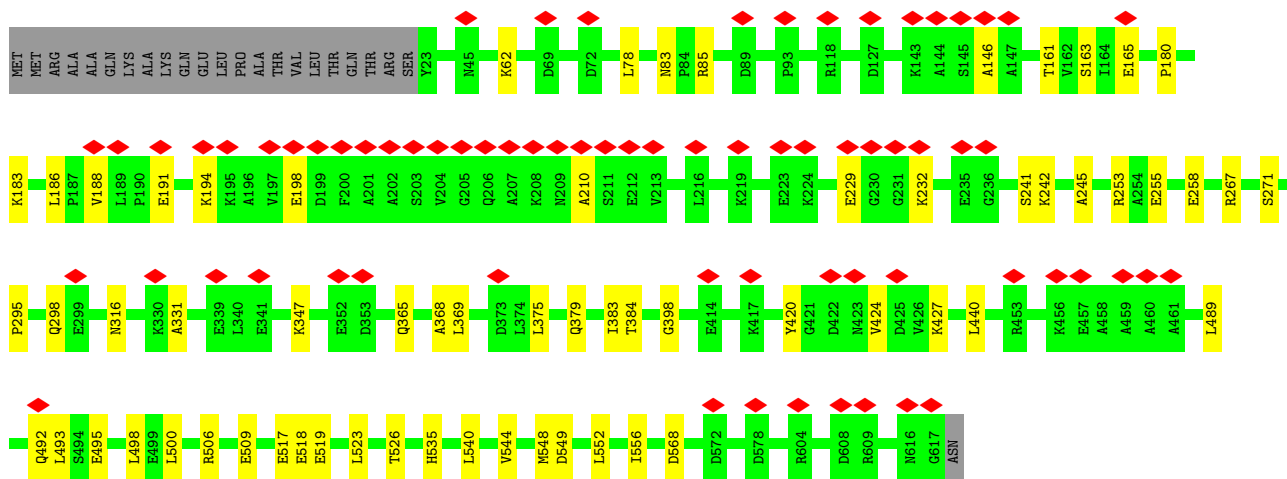 MET MET ARG ALA ALA GLN LYS ALA LYS GLN GLU LEU PRO ALA THR VAL LEU THR GLN THR ARG SER Y23 N45 K62 D69 D72 L78 N83 P84 R85 D89 P93 R118 D127 K143 A144 S145 A146 A147 T161 V162 S163 I164 E165 P180
K183 L186 P187 V188 L189 P190 E191 K194 K195 A196 V197 E198 D199 F200 A201 A202 S203 V204 G205 Q206 A207 K208 N209 A210 S211 E212 V213 L216 K219 E223 K224 E229 G230 G231 K232 E235 G236 S241 K242 A245 R253 A254 E255 E258 R267 S271
P295 Q298 E299 N316 K330 A331 E339 L340 E341 K347 E352 D353 Q365 A368 L369 D373 L374 L375 Q379 I383 T384 G398 E414 K417 Y420 G421 D422 N423 V424 D425 V426 K427 L440 R453 K456 E457 A458 A459 A460 A461 L489
Q492 L493 S494 E495 L498 E499 L500 R506 E509 E517 E518 E519 L523 T526 H535 L540 V544 M548 D549 L552 I556 D568 D572 D578 R604 D608 R609 N616 G617 ASN